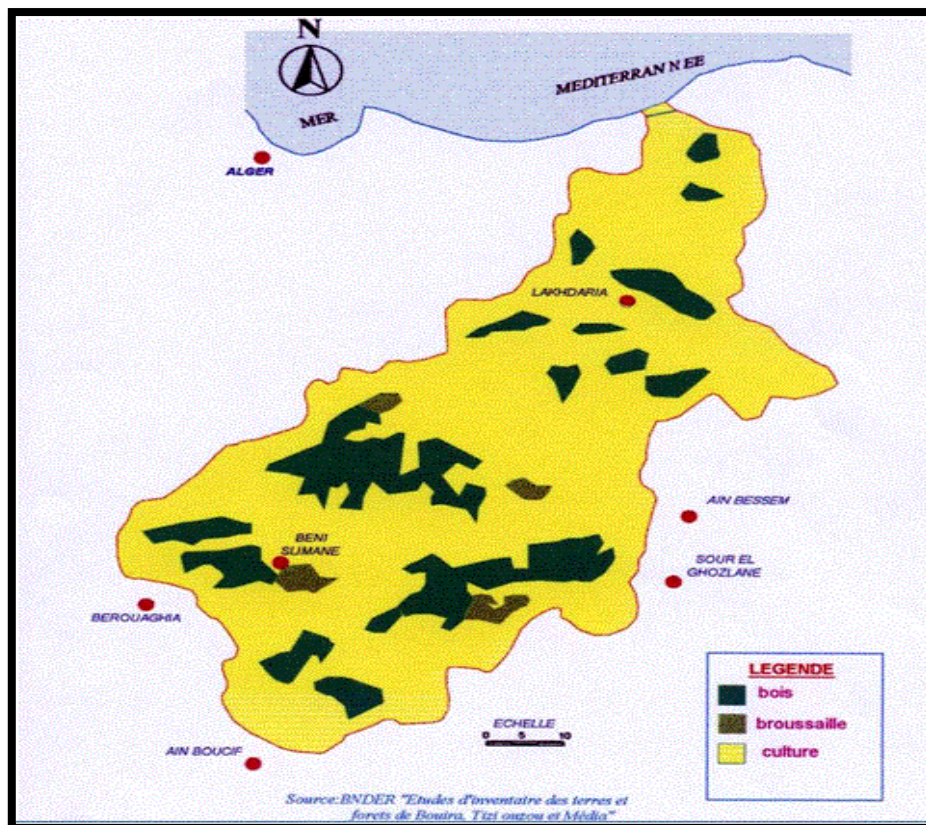 N
MEDITERRAN N EE
MER
ALGER
LAKHDARIA
AIN BESSEM
BENI
SLIMANE
SOUR EL
GHOZLANE
BEROUAGHIA
LEGENDE
bois
broussaille
culture
ECHELLE
0 5 10
AIN BOUCIF
Source:BNDER "Etudes d'inventaire des terres et
forets de Bouira, Tizi ouzou et Média"